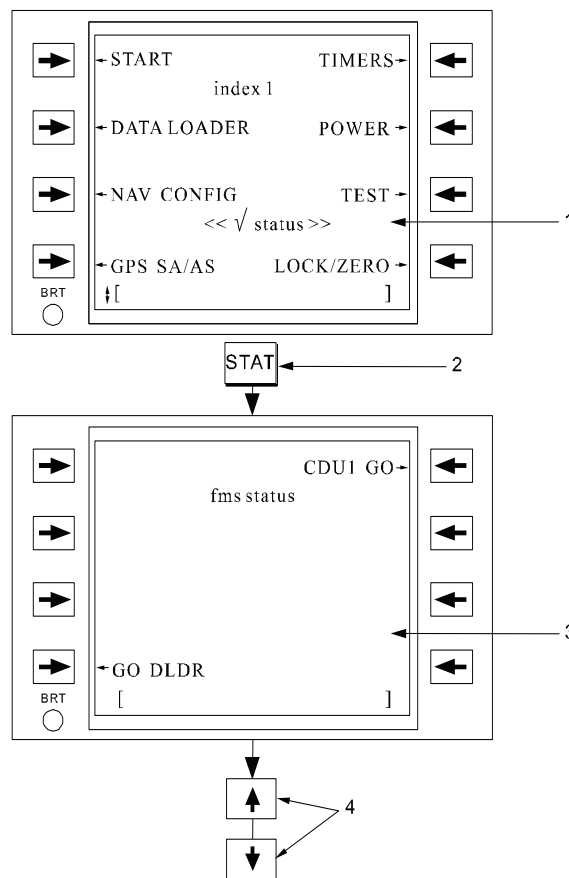 ←START TIMERS→
index 1
←DATA LOADER POWER→
←NAV CONFIG TEST→
<< √ status >>
1
←GPS SA/AS LOCK/ZERO→
BRT
[ ]
STAT
2
CDU1 GO→
fms status
3
←GO DLDR
BRT
[ ]
4